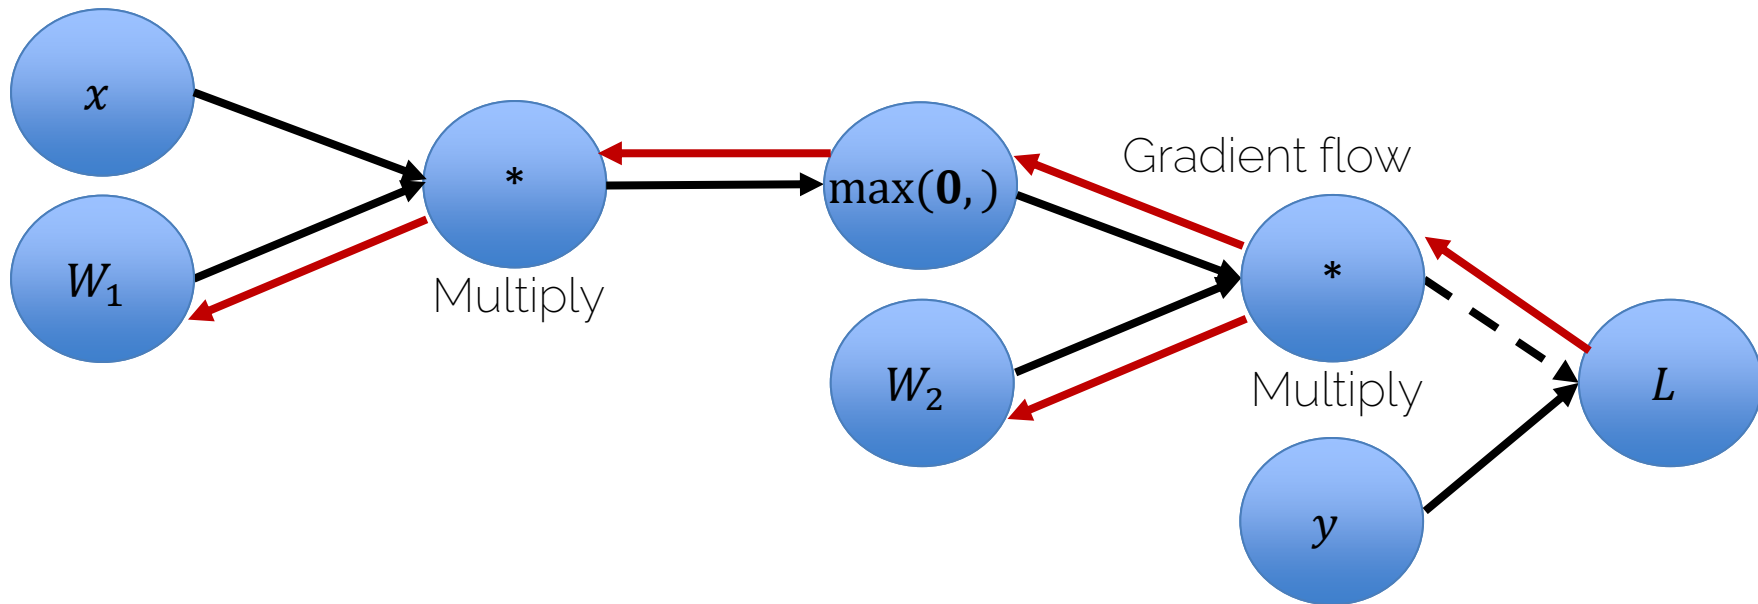 x
*
max(0,)
Gradient flow
W₁
Multiply
*
W₂
Multiply
L
y